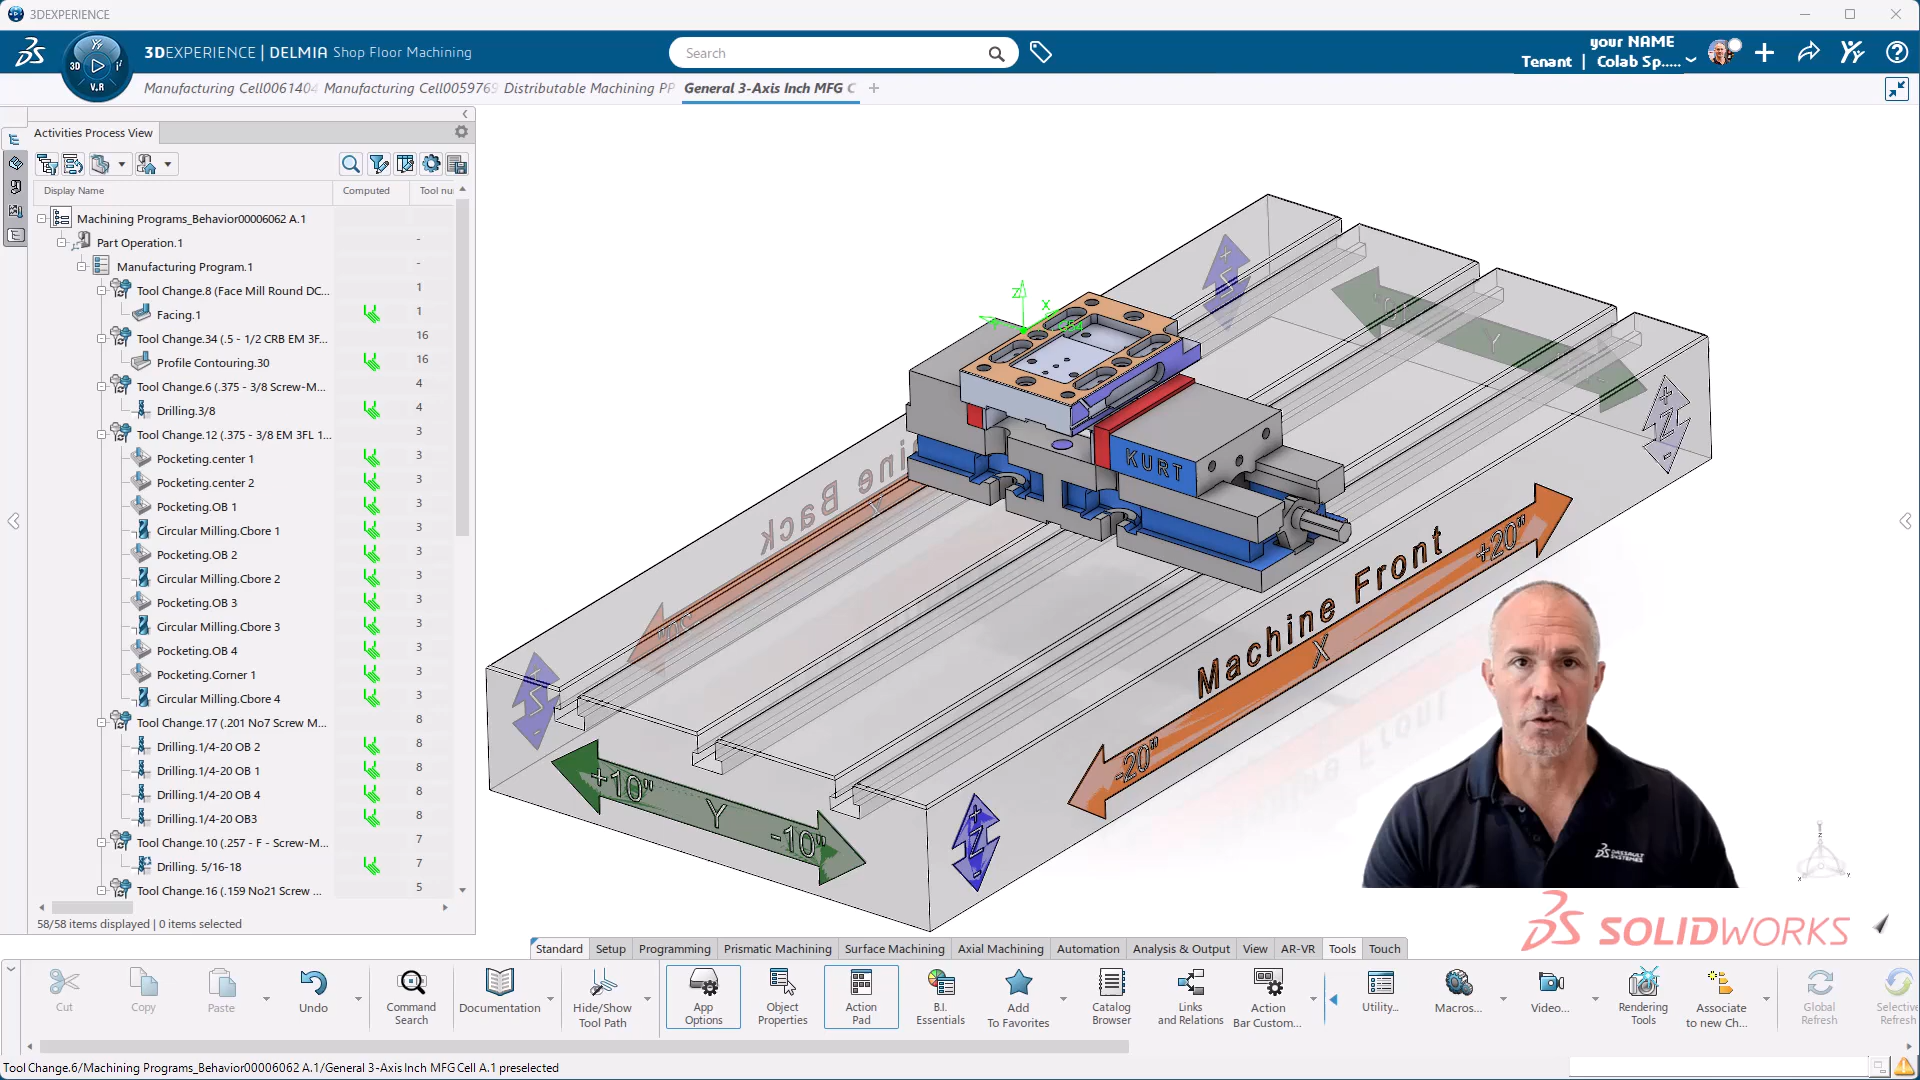 3DEXPERIENCE
3DEXPERIENCE | DELMIA Shop Floor Machining
3D
V.R
Search
your NAME
Tenant | Colab Sp.....
Manufacturing Cell0061404
Manufacturing Cell0059769
Distributable Machining PP
General 3-Axis Inch MFG C
Activities Process View
Display Name
Computed
Tool nu
Machining Programs_Behavior00006062 A.1
Part Operation.1 -
Manufacturing Program.1 -
Tool Change.8 (Face Mill Round DC... 1
Facing.1 1
Tool Change.34 (.5 - 1/2 CRB EM 3F... 16
Profile Contouring.30 16
Tool Change.6 (.375 - 3/8 Screw-M... 4
Drilling.3/8 4
Tool Change.12 (.375 - 3/8 EM 3FL 1... 3
Pocketing.center 1 3
Pocketing.center 2 3
Pocketing.OB 1 3
Circular Milling.Cbore 1 3
Pocketing.OB 2 3
Circular Milling.Cbore 2 3
Pocketing.OB 3 3
Circular Milling.Cbore 3 3
Pocketing.OB 4 3
Pocketing.Corner 1 3
Circular Milling.Cbore 4 3
Tool Change.17 (.201 No7 Screw M... 8
Drilling.1/4-20 OB 2 8
Drilling.1/4-20 OB 1 8
Drilling.1/4-20 OB 4 8
Drilling.1/4-20 OB3 8
Tool Change.10 (.257 - F - Screw-M... 7
Drilling. 5/16-18 7
Tool Change.16 (.159 No21 Screw ... 5
58/58 items displayed | 0 items selected
Z
X
G54
KURT
Machine Back
X
Y
+ Z -
Machine Front
-20" X +20"
+10" Y -10"
+ Z -
DASSAULT SYSTEMES
SOLIDWORKS
Standard
Setup
Programming
Prismatic Machining
Surface Machining
Axial Machining
Automation
Analysis & Output
View
AR-VR
Tools
Touch
Cut
Copy
Paste
Undo
Command Search
Documentation
Hide/Show Tool Path
App Options
Object Properties
Action Pad
B.I. Essentials
Add To Favorites
Catalog Browser
Links and Relations
Action Bar Custom...
Utility...
Macros...
Video...
Rendering Tools
Associate to new Ch...
Global Refresh
Selective Refresh
Tool Change.6/Machining Programs_Behavior00006062 A.1/General 3-Axis Inch MFG Cell A.1 preselected